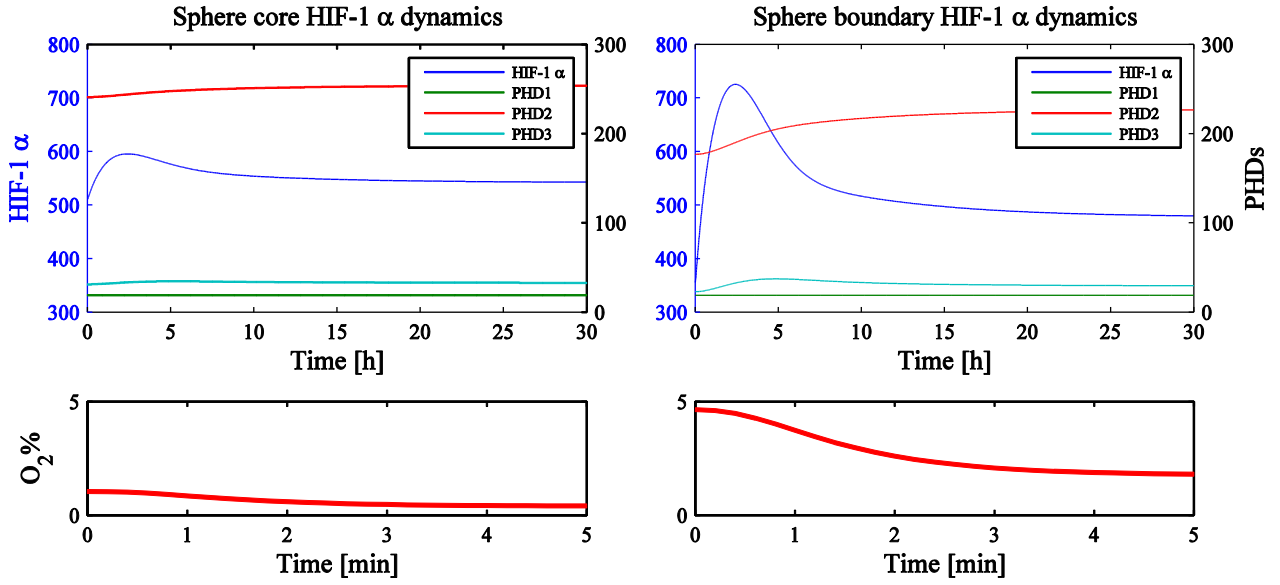 Sphere core HIF-1 α dynamics
800
700
600
500
400
300
HIF-1 α
300
200
100
0
HIF-1 α
PHD1
PHD2
PHD3
0 5 10 15 20 25 30
Time [h]
Sphere boundary HIF-1 α dynamics
800
700
600
500
400
300
300
200
100
0
PHDs
HIF-1 α
PHD1
PHD2
PHD3
0 5 10 15 20 25 30
Time [h]
5
0
O2%
0 1 2 3 4 5
Time [min]
5
0
0 1 2 3 4 5
Time [min]